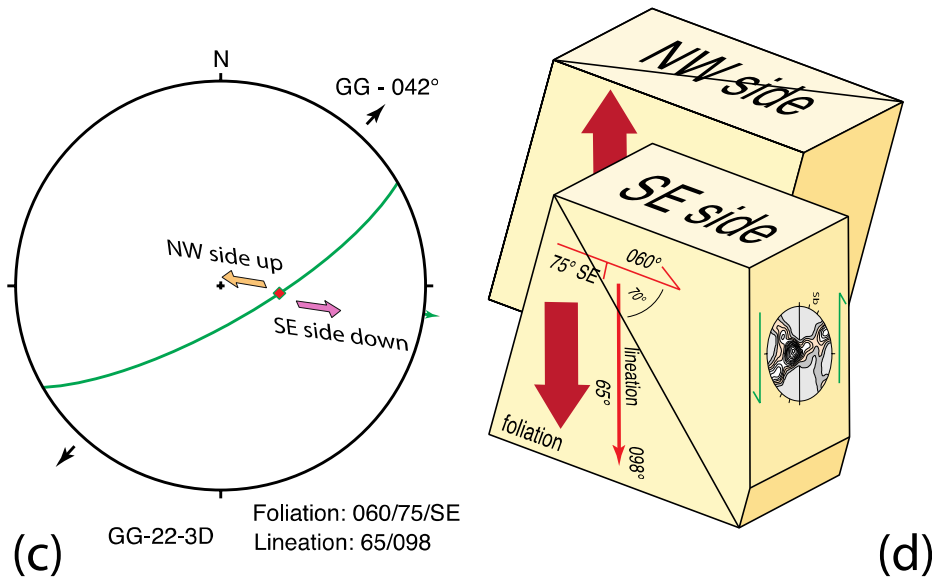 N
GG - 042°
NW side up
SE side down
Foliation: 060/75/SE
GG-22-3D
Lineation: 65/098
(c)
NW side
SE side
060°
75° SE
70°
lineation
65°
098°
foliation
Sb
(d)